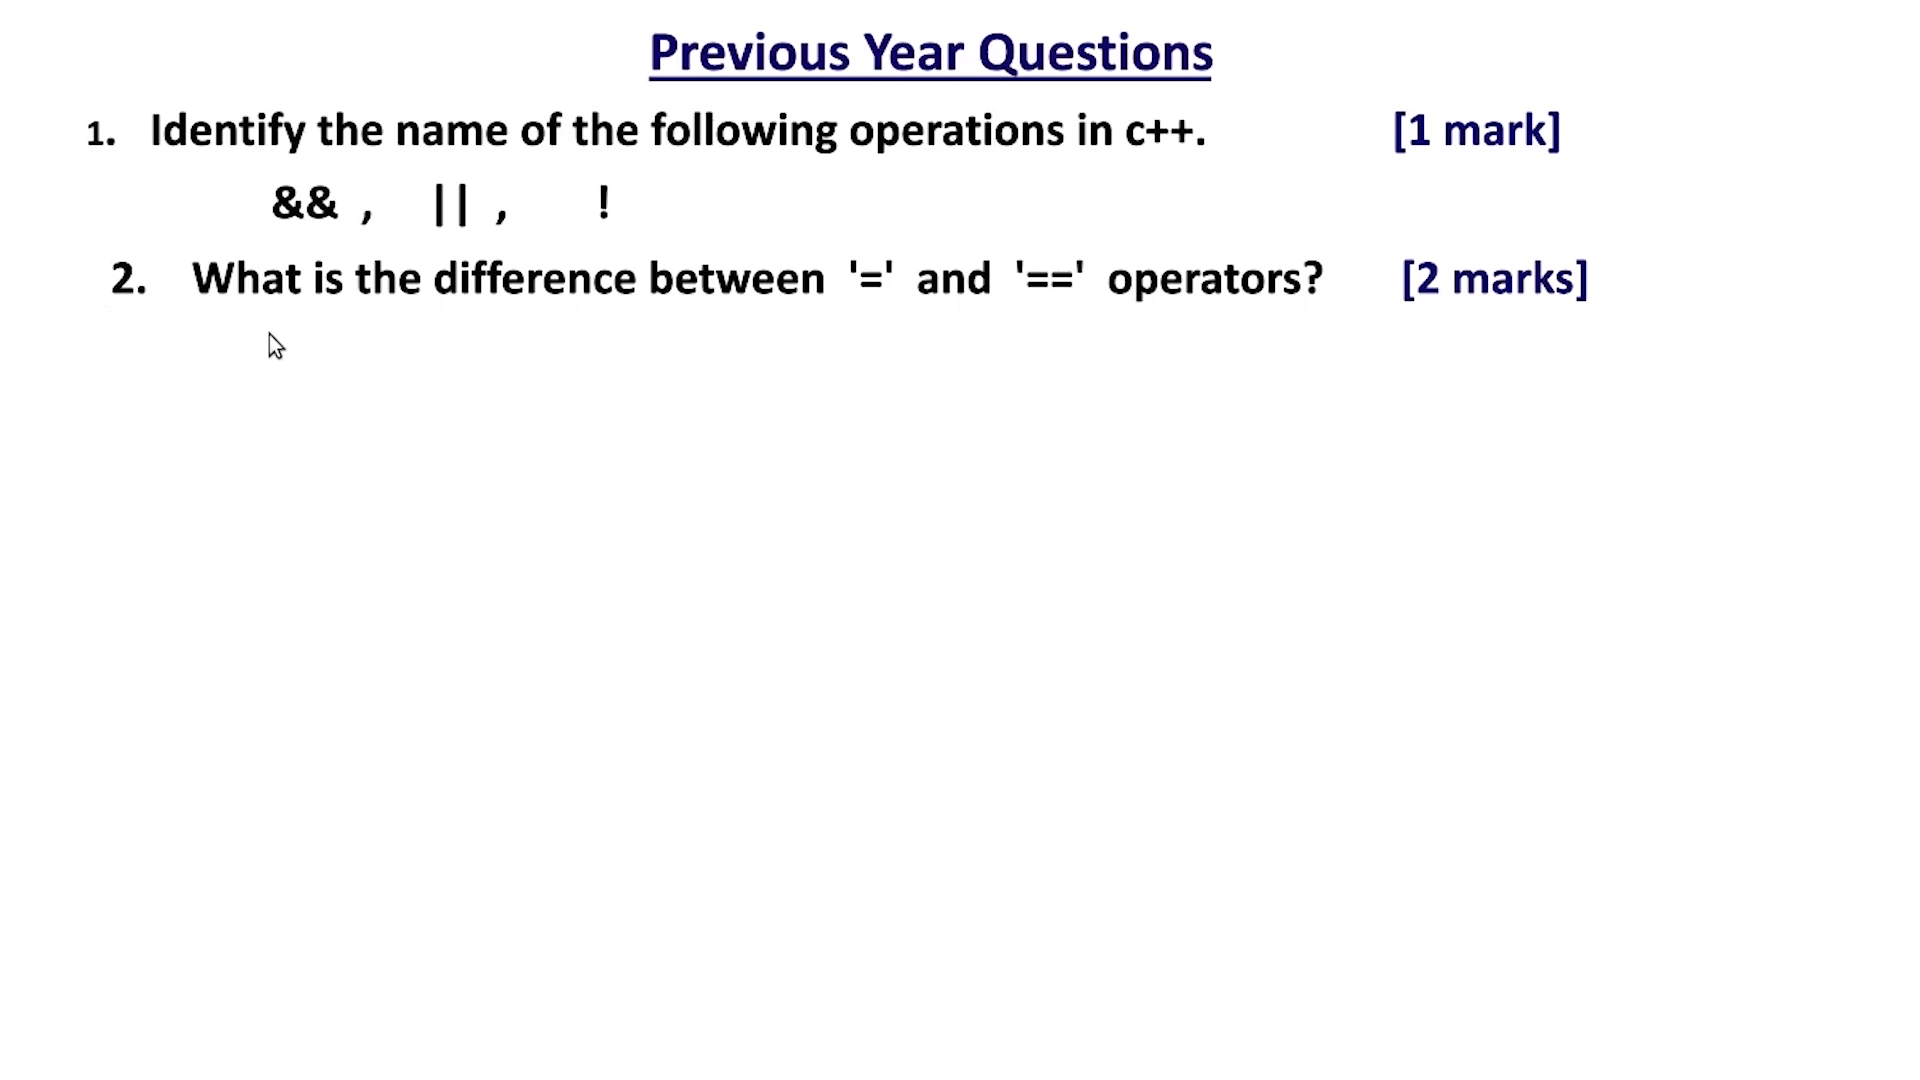 Previous Year Questions
1. Identify the name of the following operations in c++. [1 mark]
&& , || , !
2. What is the difference between '=' and '==' operators? [2 marks]